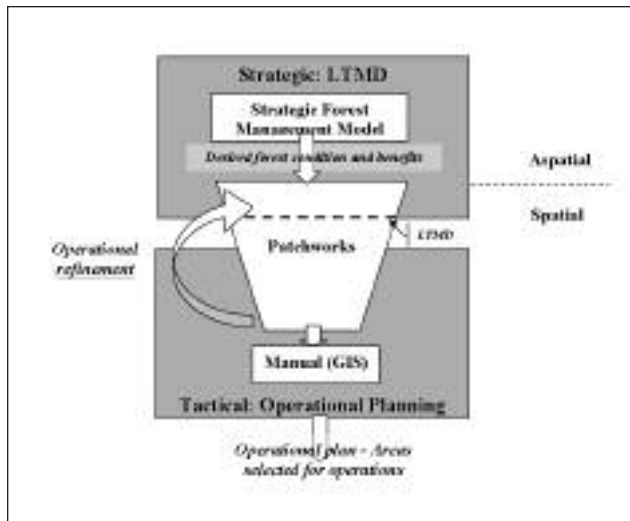 Strategic: LTMD
Strategic Forest
Management Model
Desired forest condition and benefits
Aspatial
Spatial
LTMD
Patchworks
Operational
refinement
Manual (GIS)
Tactical: Operational Planning
Operational plan - Areas
selected for operations